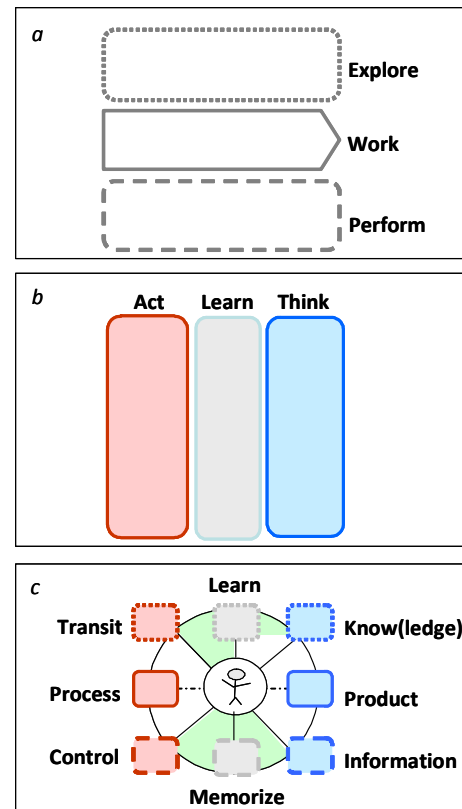 a
Explore
Work
Perform
b
Act Learn Think
c
Learn
Transit Know(ledge)
Process Product
Control Information
Memorize